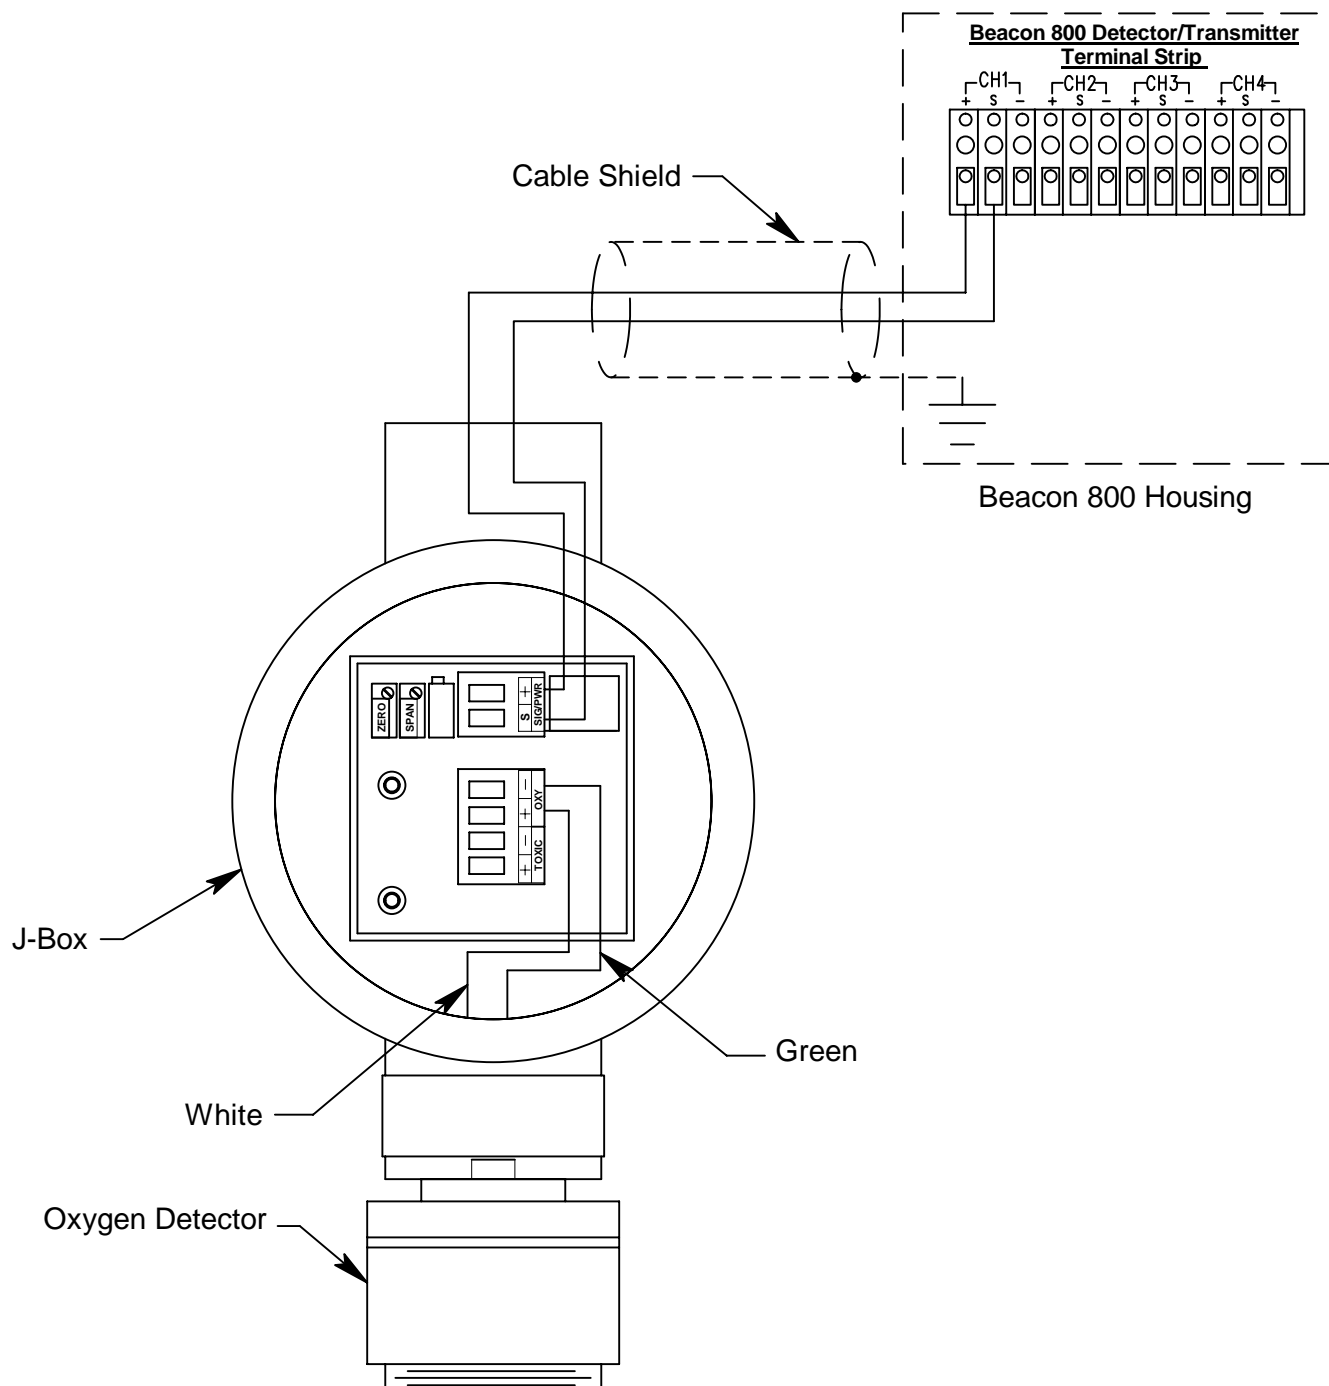 Beacon 800 Detector/Transmitter
Terminal Strip
CH1 CH2 CH3 CH4
+ S − + S − + S − + S −
Cable Shield
Beacon 800 Housing
ZERO
SPAN
S +
SIG/PWR
+ − + −
TOXIC OXY
J-Box
Green
White
Oxygen Detector